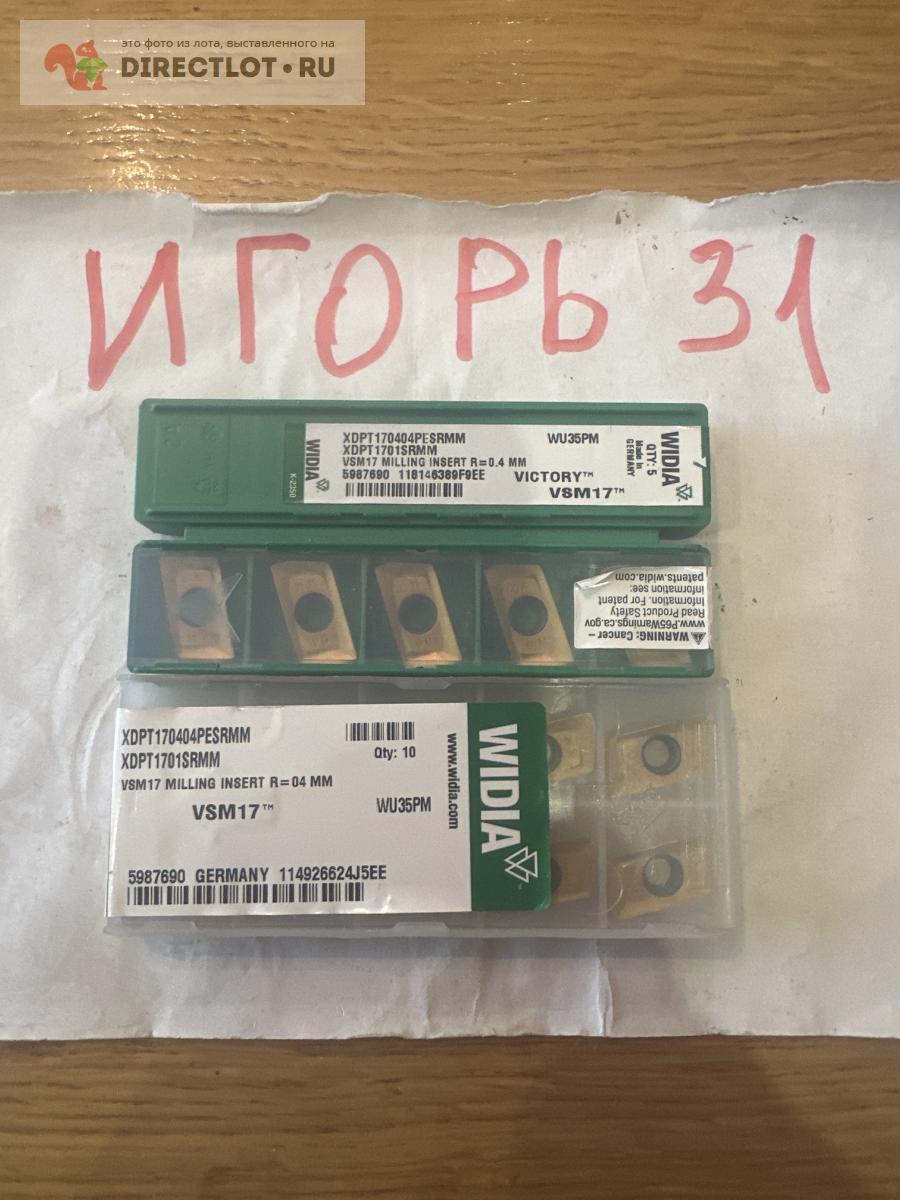 это фото из лота, выставленного на
DIRECTLOT•RU
ИГОРЬ 31
WIDIA
K-2350
XDPT170404PESRMM WU35PM
XDPT1701SRMM
VSM17 MILLING INSERT R=0.4 MM
5987690 118146389F9EE VICTORY™
VSM17™
QTY: 5
Made in
GERMANY
WIDIA
WARNING: Cancer –
www.P65Warnings.ca.gov
Read Product Safety
Information. For patent
information see:
patents.widia.com
XDPT170404PESRMM
XDPT1701SRMM
Qty: 10
VSM17 MILLING INSERT R=04 MM
VSM17™
WU35PM
5987690 GERMANY 114926624J5EE
www.widia.com
WIDIA